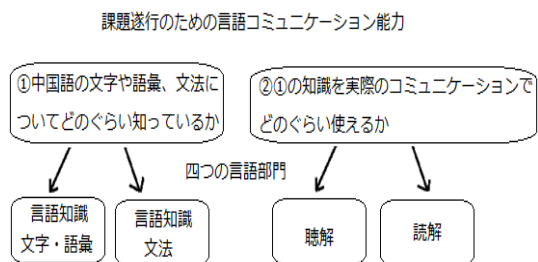 課題遂行のための言語コミュニケーション能力
①中国語の文字や語彙、文法に
ついてどのぐらい知っているか
②①の知識を実際のコミュニケーションで
どのぐらい使えるか
四つの言語部門
言語知識
文字・語彙
言語知識
文法
聴解
読解